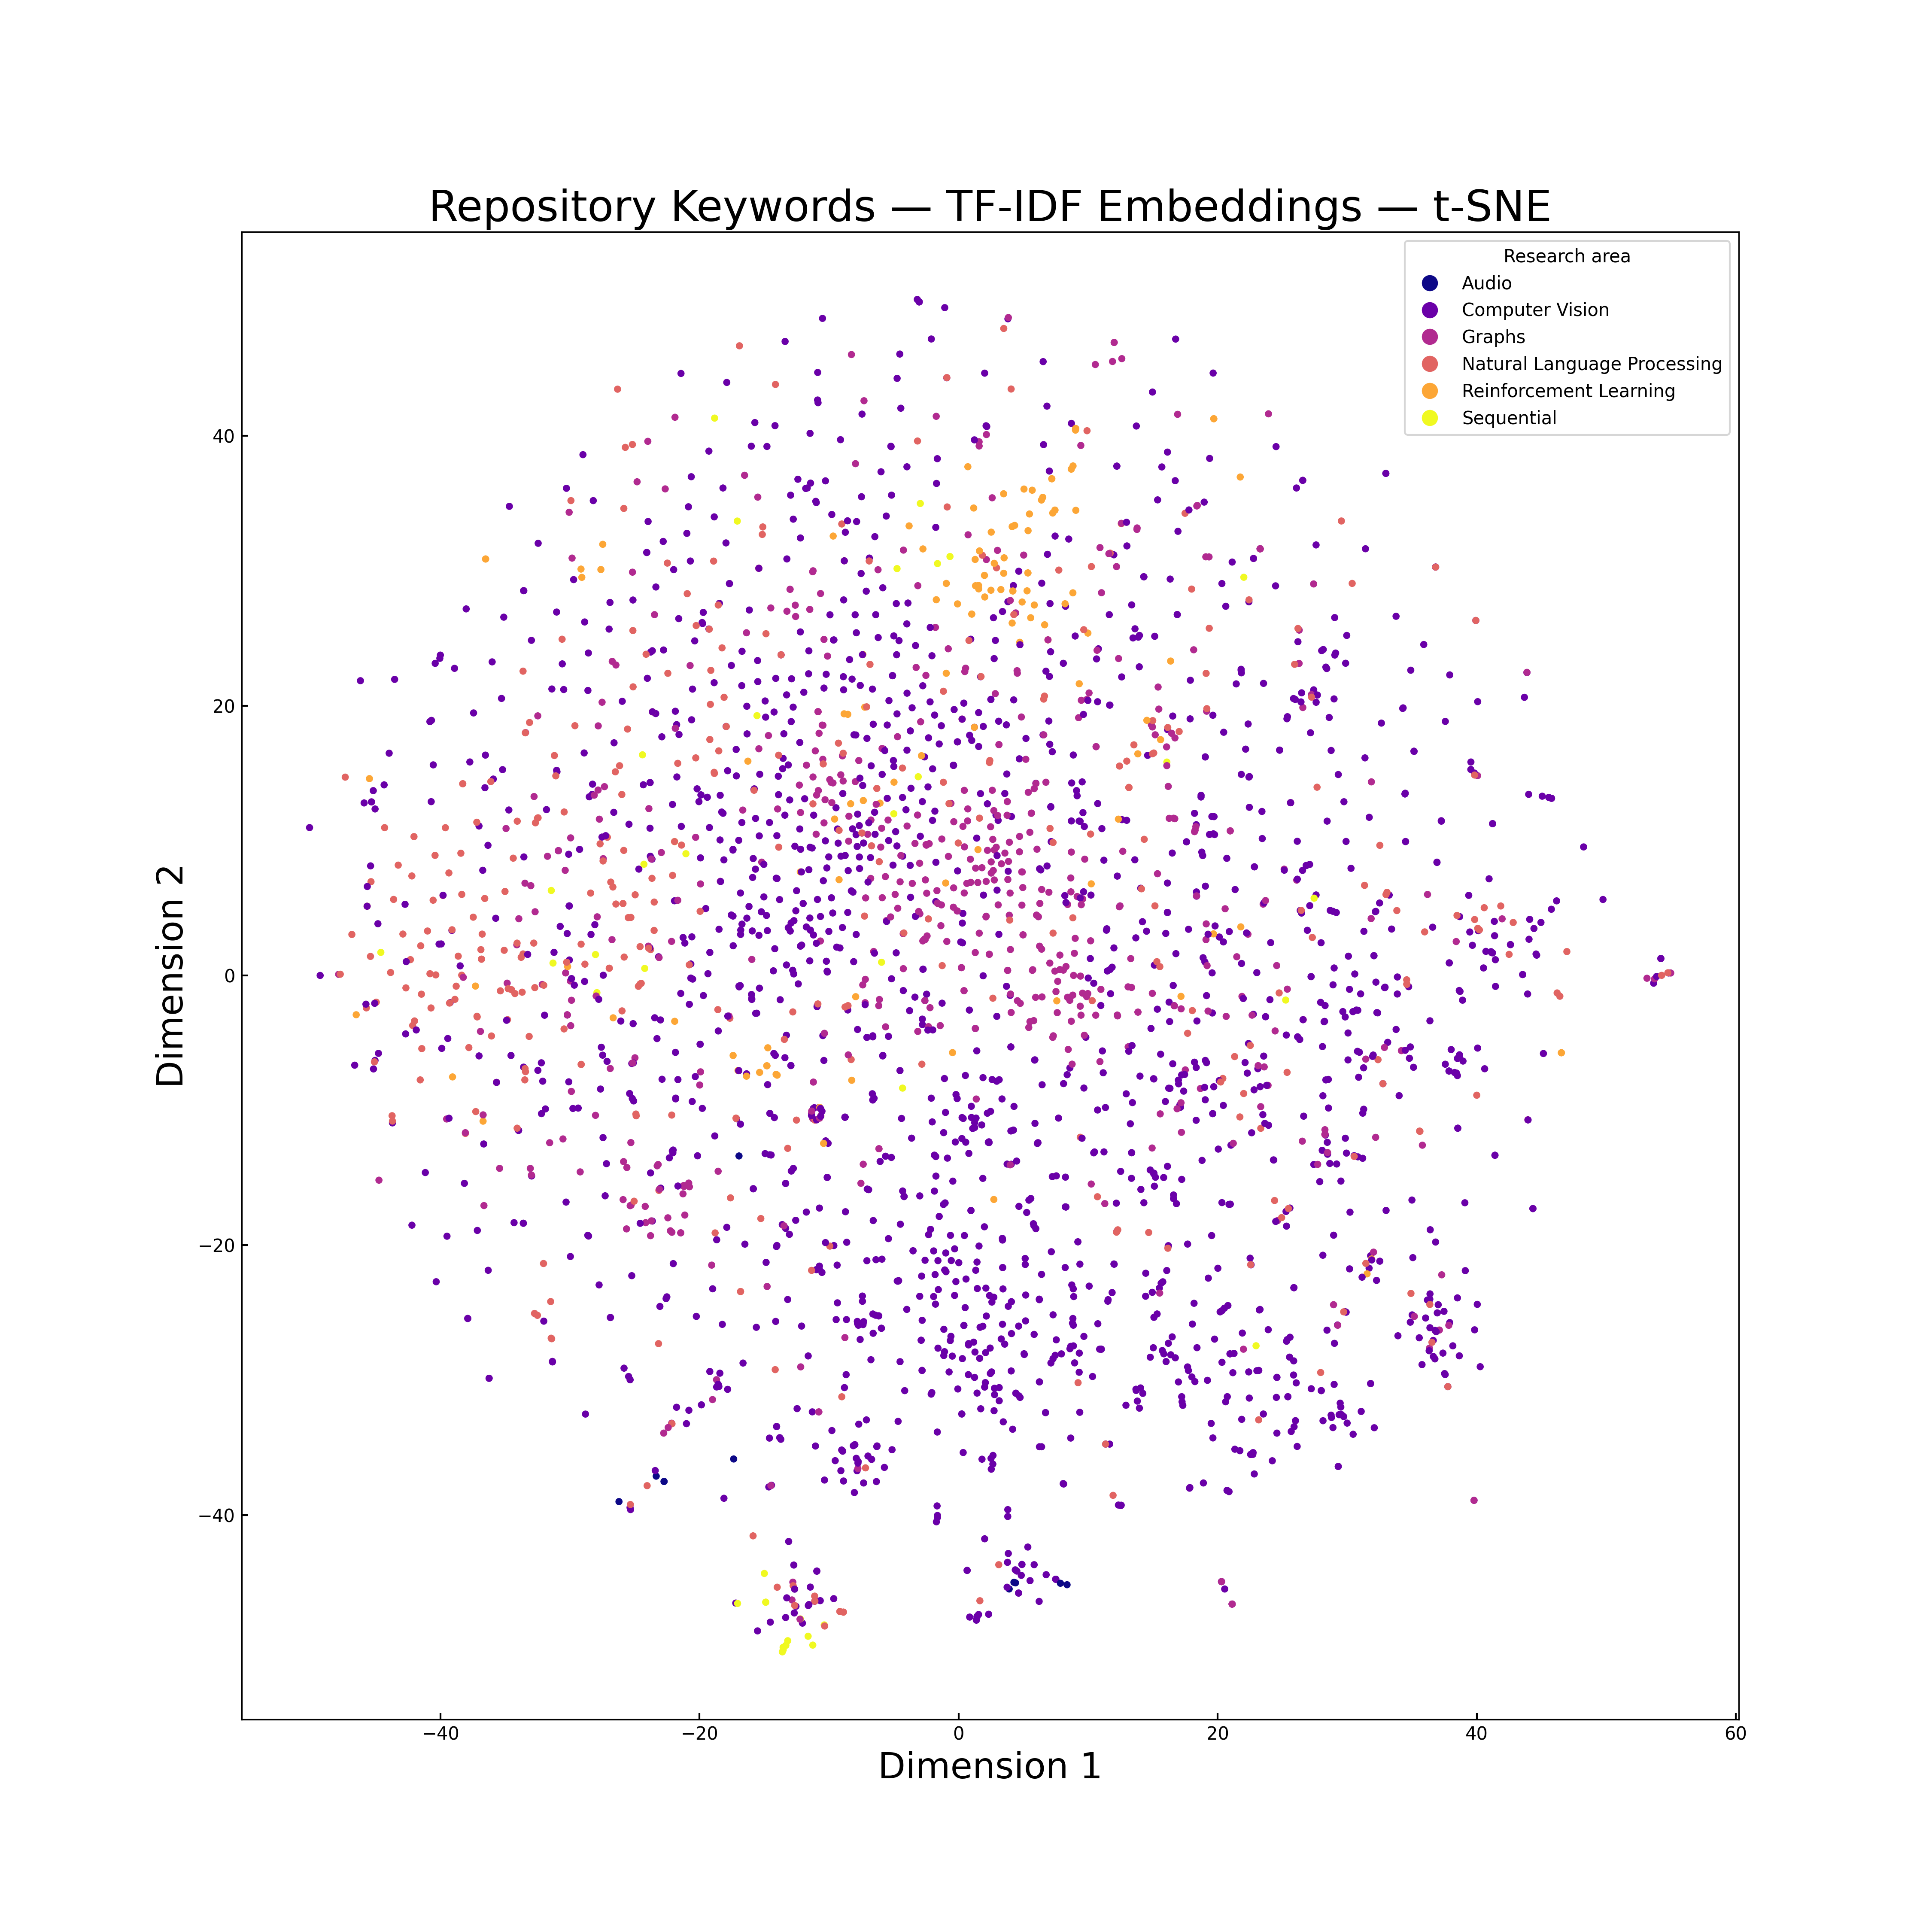 Repository Keywords — TF-IDF Embeddings — t-SNE
Research area
Audio
Computer Vision
Graphs
Natural Language Processing
Reinforcement Learning
Sequential
40
20
0
−20
−40
Dimension 2
−40
−20
0
20
40
60
Dimension 1